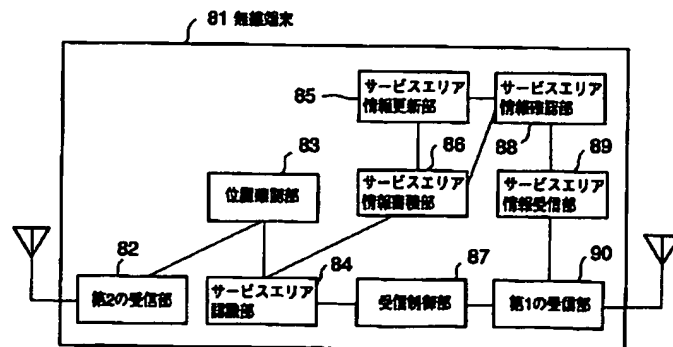 81 無線端末
85
サービスエリア
情報更新部
サービスエリア
情報確認部
88
83
位置確認部
86
サービスエリア
情報蓄積部
89
サービスエリア
情報受信部
82
第2の受信部
84
サービスエリア
認識部
87
受信制御部
90
第1の受信部